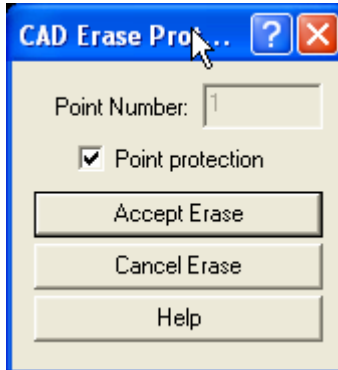 CAD Erase Prot...
Point Number: 1
Point protection
Accept Erase
Cancel Erase
Help